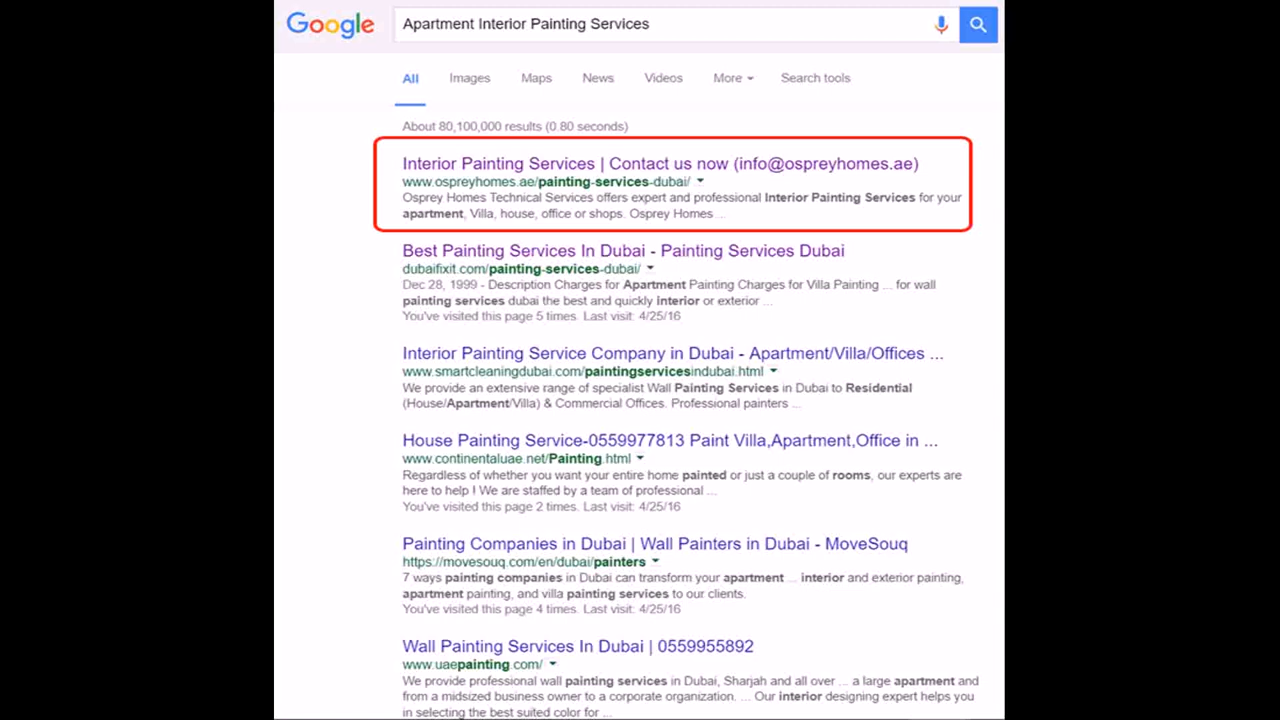 Google
Apartment Interior Painting Services
All Images Maps News Videos More Search tools
About 80,100,000 results (0.80 seconds)
Interior Painting Services | Contact us now (info@ospreyhomes.ae)
www.ospreyhomes.ae/painting-services-dubai/
Osprey Homes Technical Services offers expert and professional Interior Painting Services for your
apartment, Villa, house, office or shops. Osprey Homes ...
Best Painting Services In Dubai - Painting Services Dubai
dubaifixit.com/painting-services-dubai/
Dec 28, 1999 - Description Charges for Apartment Painting Charges for Villa Painting ... for wall
painting services dubai the best and quickly interior or exterior ...
You've visited this page 5 times. Last visit: 4/25/16
Interior Painting Service Company in Dubai - Apartment/Villa/Offices ...
www.smartcleaningdubai.com/paintingservicesindubai.html
We provide an extensive range of specialist Wall Painting Services in Dubai to Residential
(House/Apartment/Villa) & Commercial Offices. Professional painters ...
House Painting Service-0559977813 Paint Villa,Apartment,Office in ...
www.continentaluae.net/Painting.html
Regardless of whether you want your entire home painted or just a couple of rooms, our experts are
here to help ! We are staffed by a team of professional ...
You've visited this page 2 times. Last visit: 4/25/16
Painting Companies in Dubai | Wall Painters in Dubai - MoveSouq
https://movesouq.com/en/dubai/painters
7 ways painting companies in Dubai can transform your apartment ... interior and exterior painting,
apartment painting, and villa painting services to our clients.
You've visited this page 4 times. Last visit: 4/25/16
Wall Painting Services In Dubai | 0559955892
www.uaepainting.com/
We provide professional wall painting services in Dubai, Sharjah and all over ... a large apartment and
from a midsized business owner to a corporate organization. ... Our interior designing expert helps you
in selecting the best suited color for ...